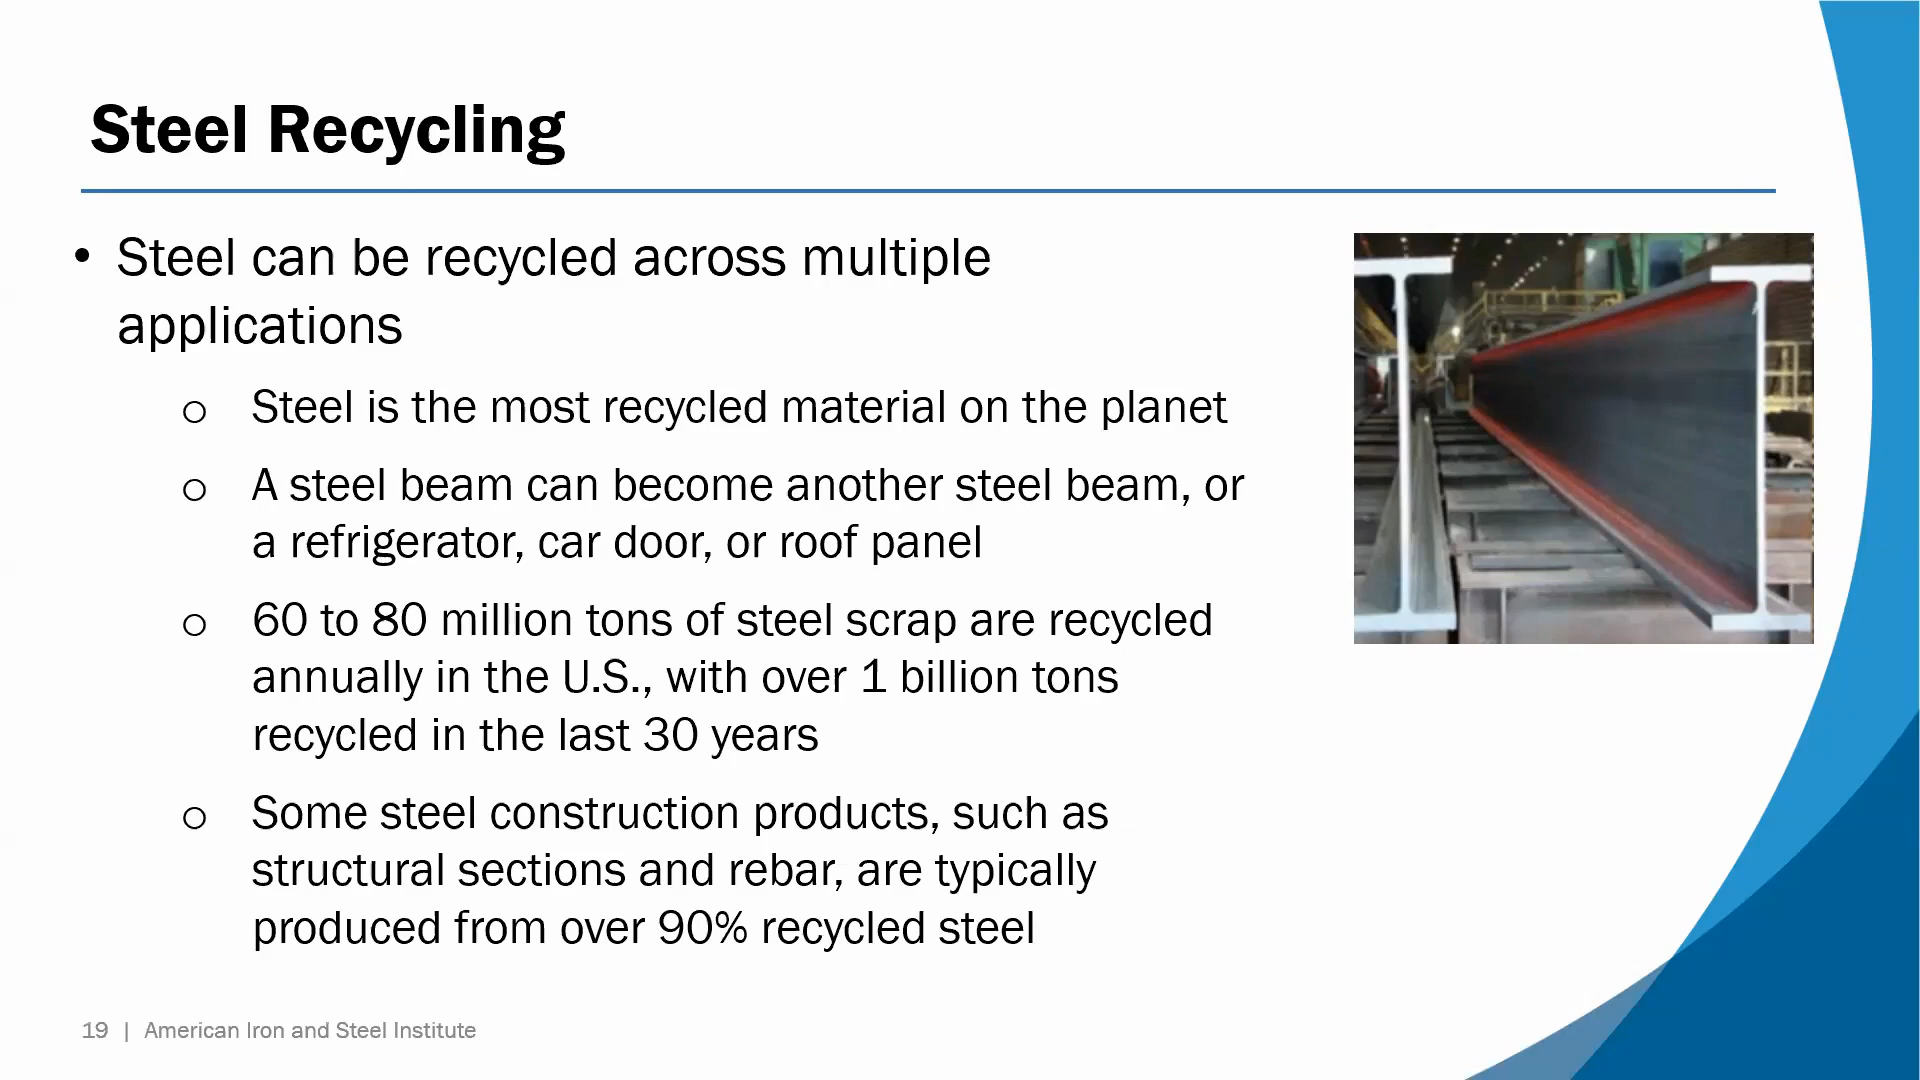 Steel Recycling
• Steel can be recycled across multiple
applications
o Steel is the most recycled material on the planet
o A steel beam can become another steel beam, or
a refrigerator, car door, or roof panel
o 60 to 80 million tons of steel scrap are recycled
annually in the U.S., with over 1 billion tons
recycled in the last 30 years
o Some steel construction products, such as
structural sections and rebar, are typically
produced from over 90% recycled steel
19 | American Iron and Steel Institute